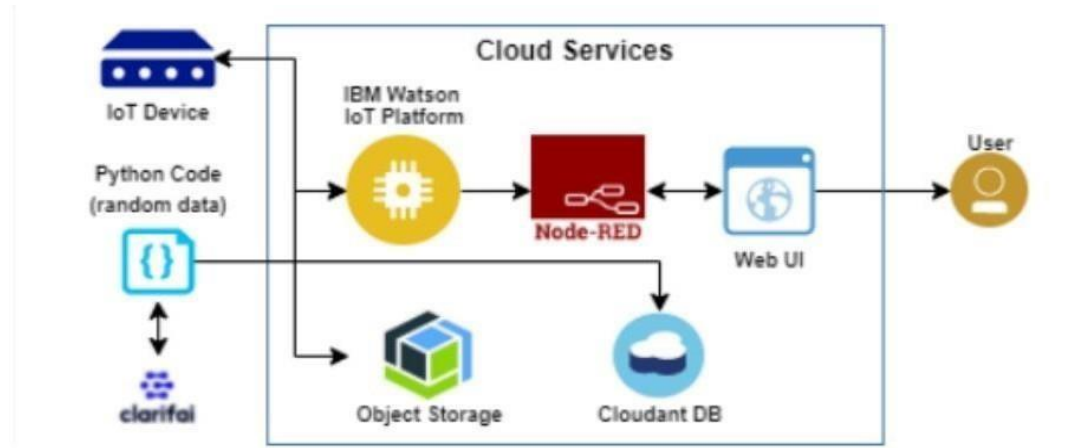 Cloud Services
IoT Device
IBM Watson
IoT Platform
User
Python Code
(random data)
{}
Node-RED
Web UI
clarifai
Object Storage
Cloudant DB